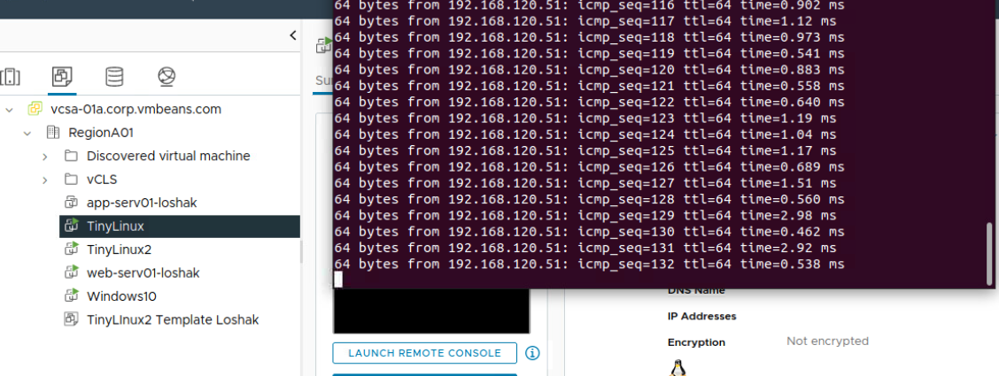 64 bytes from 192.168.120.51: icmp_seq=116 ttl=64 time=0.902 ms
64 bytes from 192.168.120.51: icmp_seq=117 ttl=64 time=1.12 ms
64 bytes from 192.168.120.51: icmp_seq=118 ttl=64 time=0.973 ms
64 bytes from 192.168.120.51: icmp_seq=119 ttl=64 time=0.541 ms
64 bytes from 192.168.120.51: icmp_seq=120 ttl=64 time=0.883 ms
64 bytes from 192.168.120.51: icmp_seq=121 ttl=64 time=0.558 ms
64 bytes from 192.168.120.51: icmp_seq=122 ttl=64 time=0.640 ms
64 bytes from 192.168.120.51: icmp_seq=123 ttl=64 time=1.19 ms
64 bytes from 192.168.120.51: icmp_seq=124 ttl=64 time=1.04 ms
64 bytes from 192.168.120.51: icmp_seq=125 ttl=64 time=1.17 ms
64 bytes from 192.168.120.51: icmp_seq=126 ttl=64 time=0.689 ms
64 bytes from 192.168.120.51: icmp_seq=127 ttl=64 time=1.51 ms
64 bytes from 192.168.120.51: icmp_seq=128 ttl=64 time=0.560 ms
64 bytes from 192.168.120.51: icmp_seq=129 ttl=64 time=2.98 ms
64 bytes from 192.168.120.51: icmp_seq=130 ttl=64 time=0.462 ms
64 bytes from 192.168.120.51: icmp_seq=131 ttl=64 time=2.92 ms
64 bytes from 192.168.120.51: icmp_seq=132 ttl=64 time=0.538 ms
vcsa-01a.corp.vmbeans.com
RegionA01
Discovered virtual machine
vCLS
app-serv01-loshak
TinyLinux
TinyLinux2
web-serv01-loshak
Windows10
TinyLInux2 Template Loshak
LAUNCH REMOTE CONSOLE
DNS Name
IP Addresses
Encryption
Not encrypted